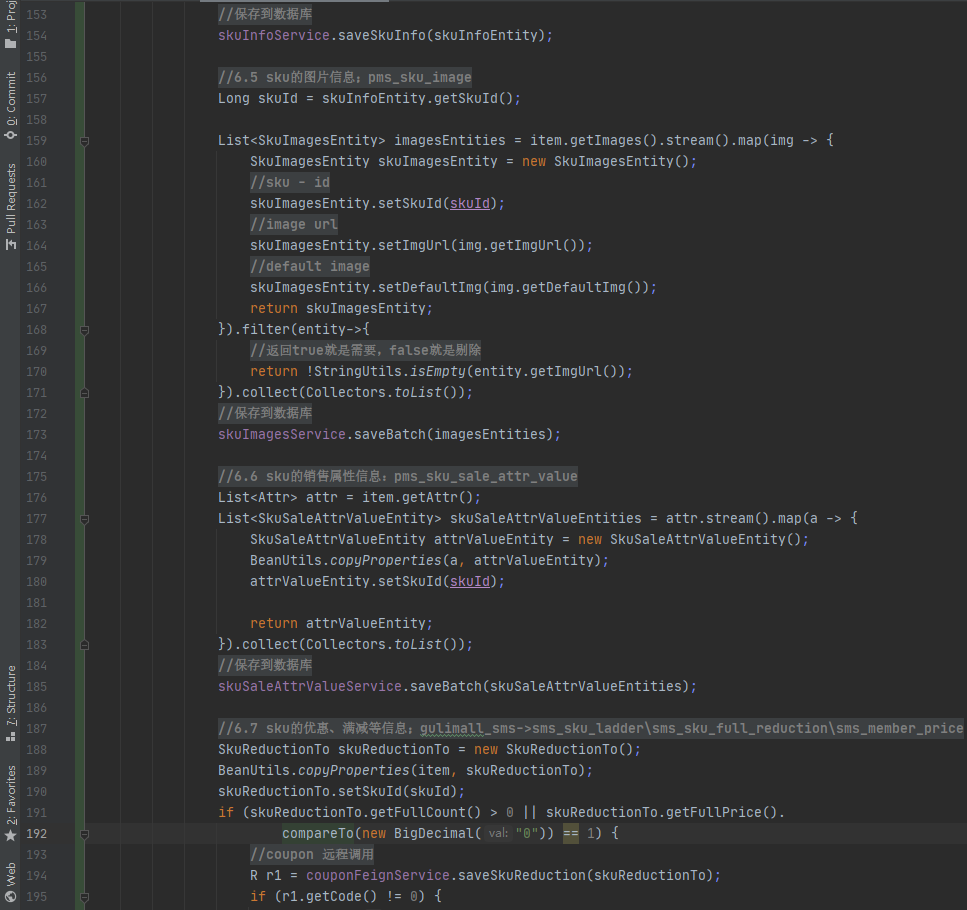 1: Proj
0: Commit
Pull Requests
7: Structure
2: Favorites
Web
153 //保存到数据库
154 skuInfoService.saveSkuInfo(skuInfoEntity);
155
156 //6.5 sku的图片信息；pms_sku_image
157 Long skuId = skuInfoEntity.getSkuId();
158
159 List<SkuImagesEntity> imagesEntities = item.getImages().stream().map(img -> {
160 SkuImagesEntity skuImagesEntity = new SkuImagesEntity();
161 //sku - id
162 skuImagesEntity.setSkuId(skuId);
163 //image url
164 skuImagesEntity.setImgUrl(img.getImgUrl());
165 //default image
166 skuImagesEntity.setDefaultImg(img.getDefaultImg());
167 return skuImagesEntity;
168 }).filter(entity->{
169 //返回true就是需要，false就是剔除
170 return !StringUtils.isEmpty(entity.getImgUrl());
171 }).collect(Collectors.toList());
172 //保存到数据库
173 skuImagesService.saveBatch(imagesEntities);
174
175 //6.6 sku的销售属性信息：pms_sku_sale_attr_value
176 List<Attr> attr = item.getAttr();
177 List<SkuSaleAttrValueEntity> skuSaleAttrValueEntities = attr.stream().map(a -> {
178 SkuSaleAttrValueEntity attrValueEntity = new SkuSaleAttrValueEntity();
179 BeanUtils.copyProperties(a, attrValueEntity);
180 attrValueEntity.setSkuId(skuId);
181
182 return attrValueEntity;
183 }).collect(Collectors.toList());
184 //保存到数据库
185 skuSaleAttrValueService.saveBatch(skuSaleAttrValueEntities);
186
187 //6.7 sku的优惠、满减等信息；gulimall_sms->sms_sku_ladder\sms_sku_full_reduction\sms_member_price
188 SkuReductionTo skuReductionTo = new SkuReductionTo();
189 BeanUtils.copyProperties(item, skuReductionTo);
190 skuReductionTo.setSkuId(skuId);
191 if (skuReductionTo.getFullCount() > 0 || skuReductionTo.getFullPrice().
192 compareTo(new BigDecimal( val: "0")) == 1) {
193 //coupon 远程调用
194 R r1 = couponFeignService.saveSkuReduction(skuReductionTo);
195 if (r1.getCode() != 0) {